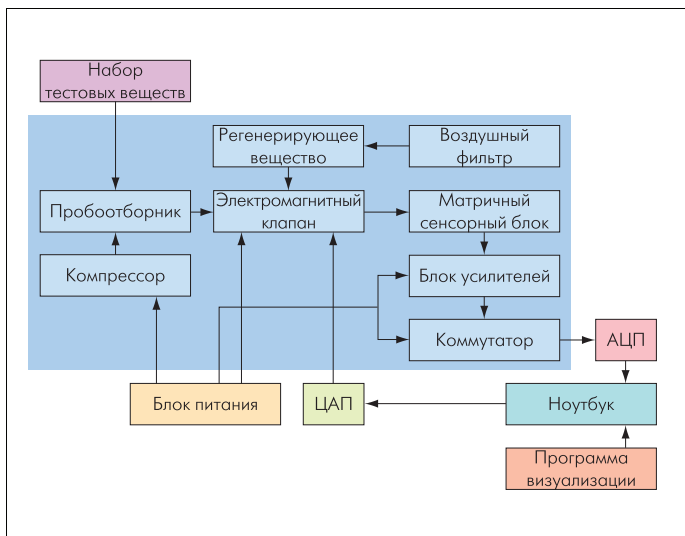 Набор
тестовых веществ
Регенерирующее
вещество
Воздушный
фильтр
Пробоотборник
Электромагнитный
клапан
Матричный
сенсорный блок
Компрессор
Блок усилителей
Коммутатор
АЦП
Блок питания
ЦАП
Ноутбук
Программа
визуализации